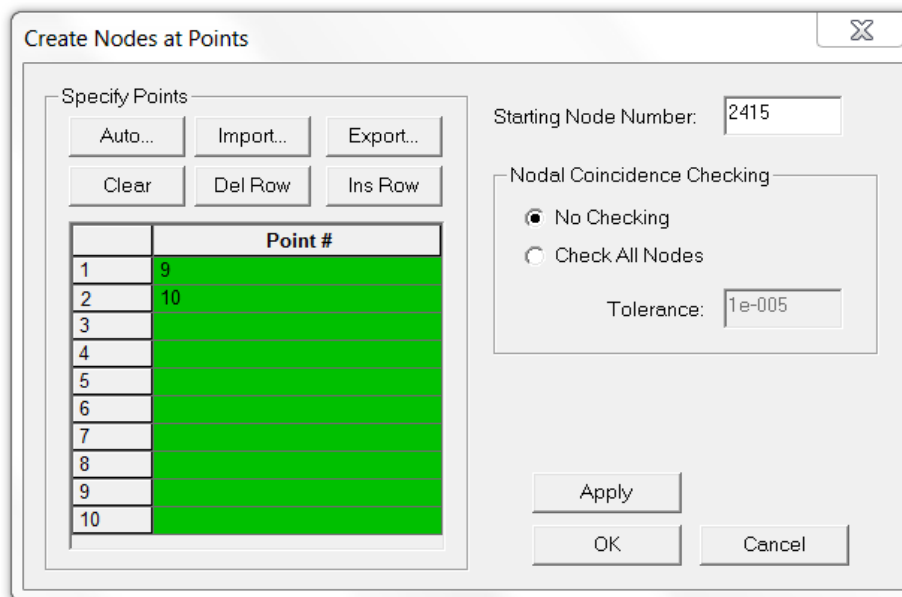 Create Nodes at Points
Specify Points
Auto... Import... Export...
Clear Del Row Ins Row
Point #
1 9
2 10
3
4
5
6
7
8
9
10
Starting Node Number: 2415
Nodal Coincidence Checking
No Checking
Check All Nodes
Tolerance: 1e-005
Apply
OK Cancel